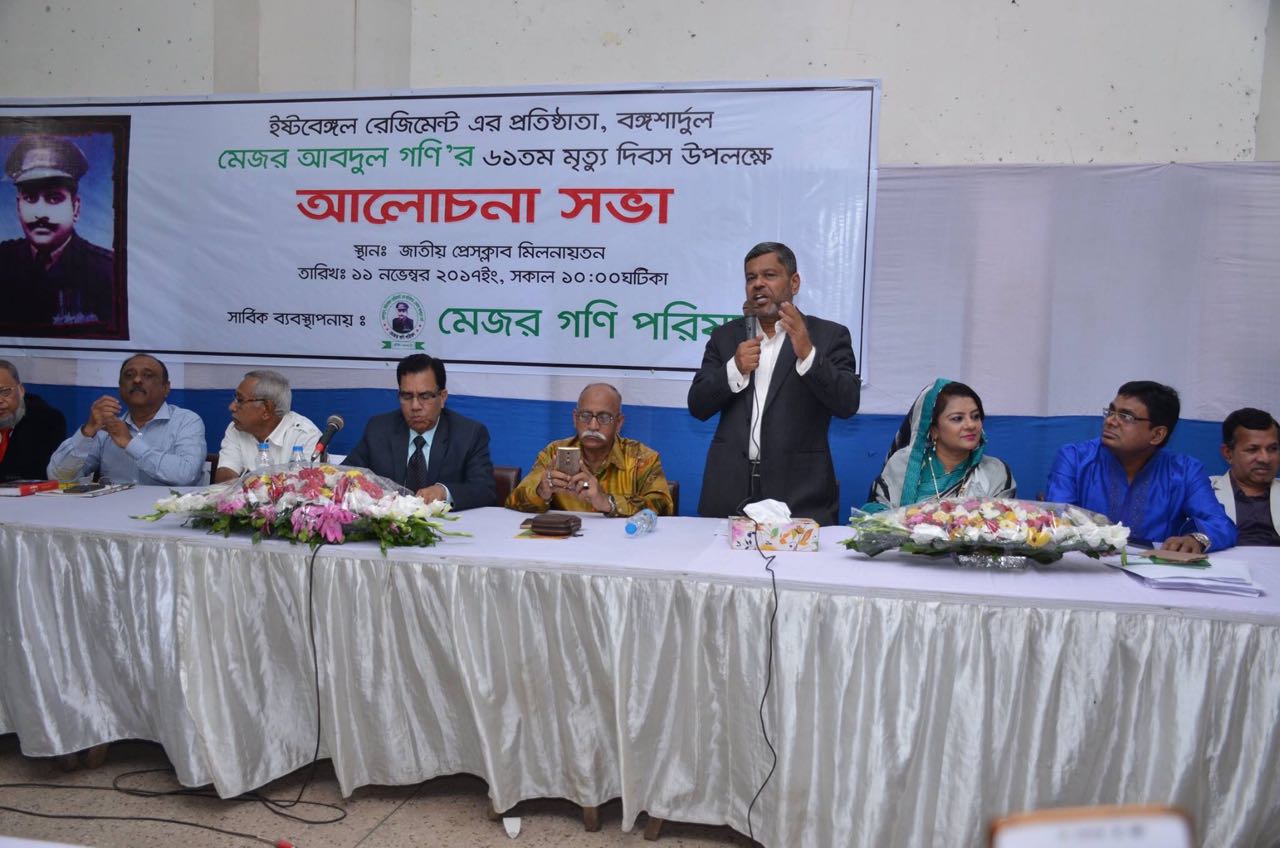 ইষ্টবেঙ্গল রেজিমেন্ট এর প্রতিষ্ঠাতা, বঙ্গশার্দুল
মেজর আবদুল গণি'র ৬১তম মৃত্যু দিবস উপলক্ষে
আলোচনা সভা
স্থানঃ জাতীয় প্রেসক্লাব মিলনায়তন
তারিখঃ ১১ নভেম্বর ২০১৭ইং, সকাল ১০:০০ঘটিকা
সার্বিক ব্যবস্থাপনায় ঃ মেজর গণি পরিষ